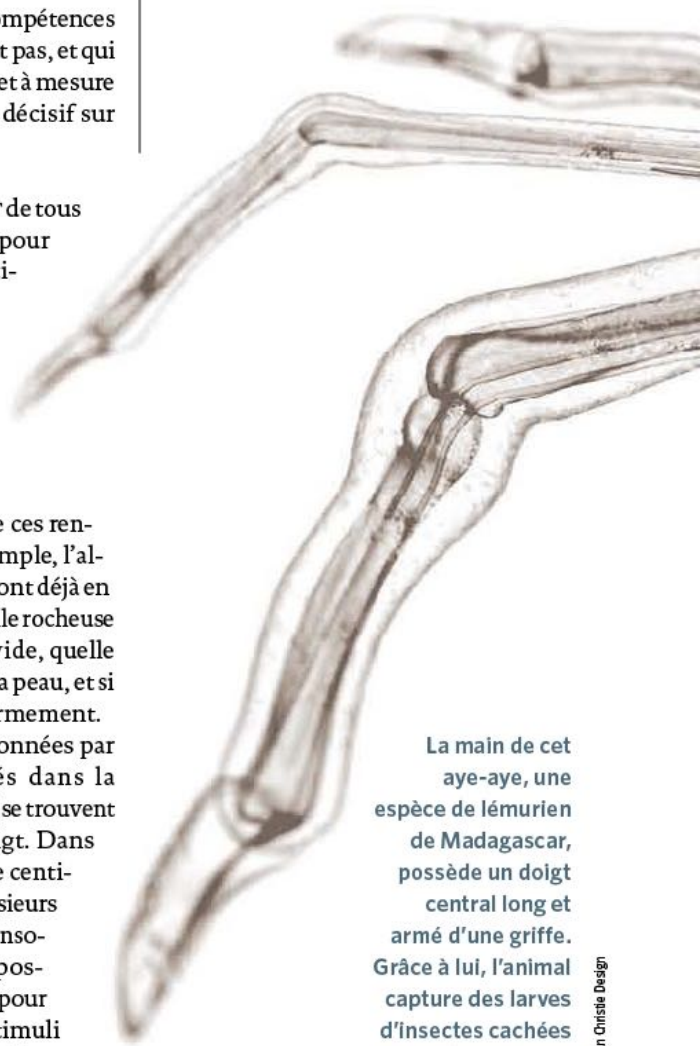 ompétences
t pas, et qui
et à mesure
décisif sur
de tous
pour
i-
e ces ren-
mple, l'al-
ont déjà en
le rocheuse
vide, quelle
a peau, et si
rmement.
onnées par
és dans la
se trouvent
gt. Dans
e centi-
sieurs
nso-
pos-
pour
timuli
La main de cet
aye-aye, une
espèce de lémurien
de Madagascar,
possède un doigt
central long et
armé d'une griffe.
Grâce à lui, l'animal
capture des larves
d'insectes cachées
n Christie Design